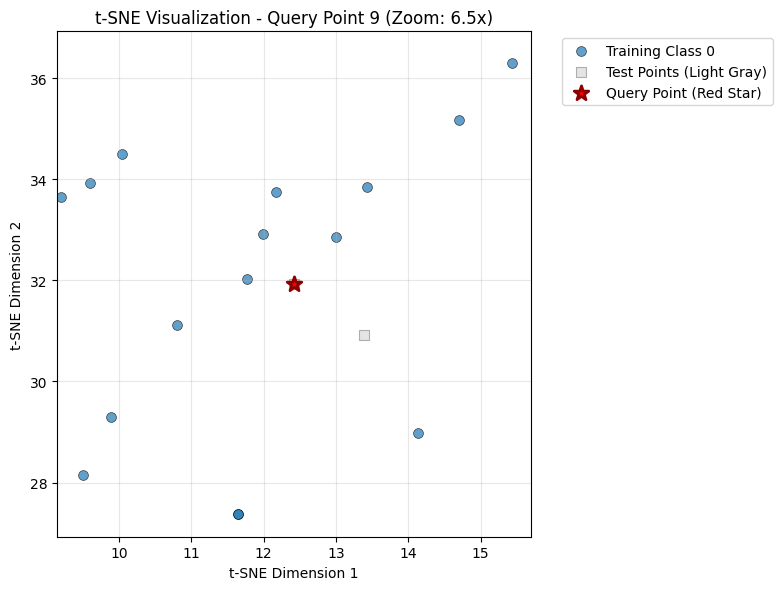 t-SNE Visualization - Query Point 9 (Zoom: 6.5x)
Training Class 0
Test Points (Light Gray)
Query Point (Red Star)
t-SNE Dimension 2
36
34
32
30
28
10
11
12
13
14
15
t-SNE Dimension 1